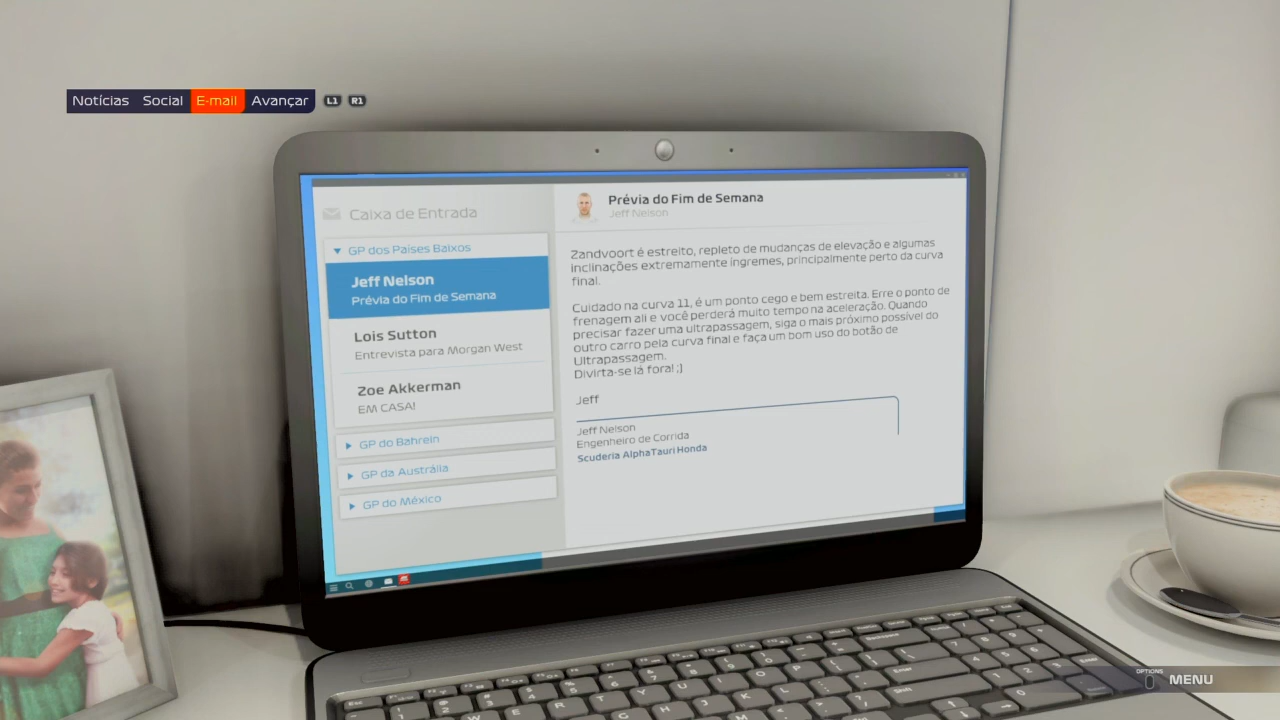 Notícias Social E-mail Avançar L1 R1
Caixa de Entrada
GP dos Países Baixos
Jeff Nelson
Prévia do Fim de Semana
Lois Sutton
Entrevista para Morgan West
Zoe Akkerman
EM CASA!
GP do Bahrein
GP da Austrália
GP do México
Prévia do Fim de Semana
Jeff Nelson
Zandvoort é estreito, repleto de mudanças de elevação e algumas
inclinações extremamente íngremes, principalmente perto da curva
final.
Cuidado na curva 11, é um ponto cego e bem estreita. Erre o ponto de
frenagem ali e você perderá muito tempo na aceleração. Quando
precisar fazer uma ultrapassagem, siga o mais próximo possível do
outro carro pela curva final e faça um bom uso do botão de
Ultrapassagem.
Divirta-se lá fora! ;)
Jeff
Jeff Nelson
Engenheiro de Corrida
Scuderia AlphaTauri Honda
OPTIONS
MENU